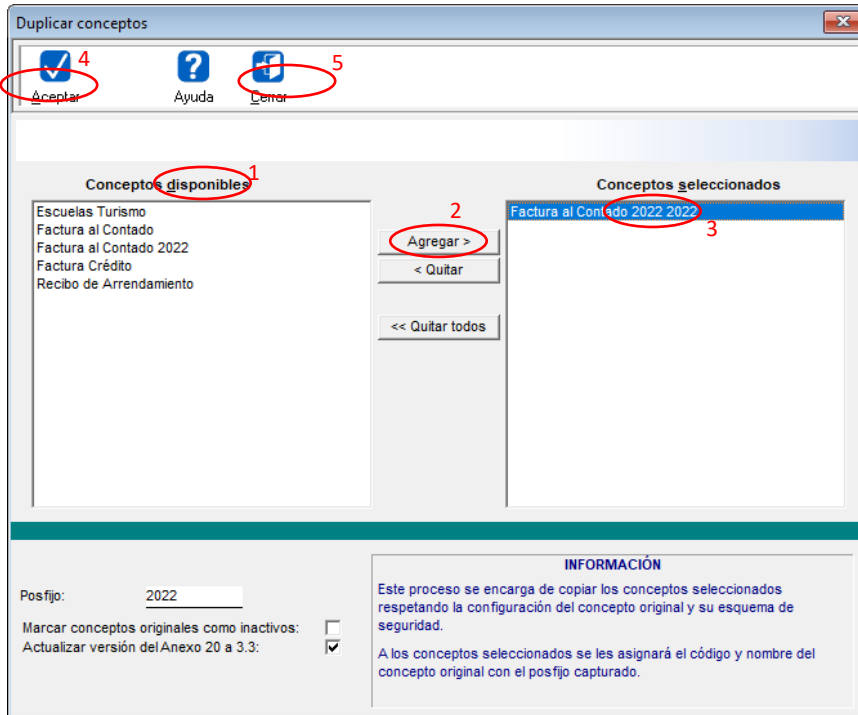 Duplicar conceptos
4
5
Aceptar
Ayuda
Cerrar
1
Conceptos disponibles
Conceptos seleccionados
Escuelas Turismo
Factura al Contado
Factura al Contado 2022
Factura Crédito
Recibo de Arrendamiento
2
Agregar >
< Quitar
<< Quitar todos
Factura al Contado 2022 2022
3
Posfijo: 2022
Marcar conceptos originales como inactivos:
Actualizar versión del Anexo 20 a 3.3:
INFORMACIÓN
Este proceso se encarga de copiar los conceptos seleccionados
respetando la configuración del concepto original y su esquema de
seguridad.
A los conceptos seleccionados se les asignará el código y nombre del
concepto original con el posfijo capturado.